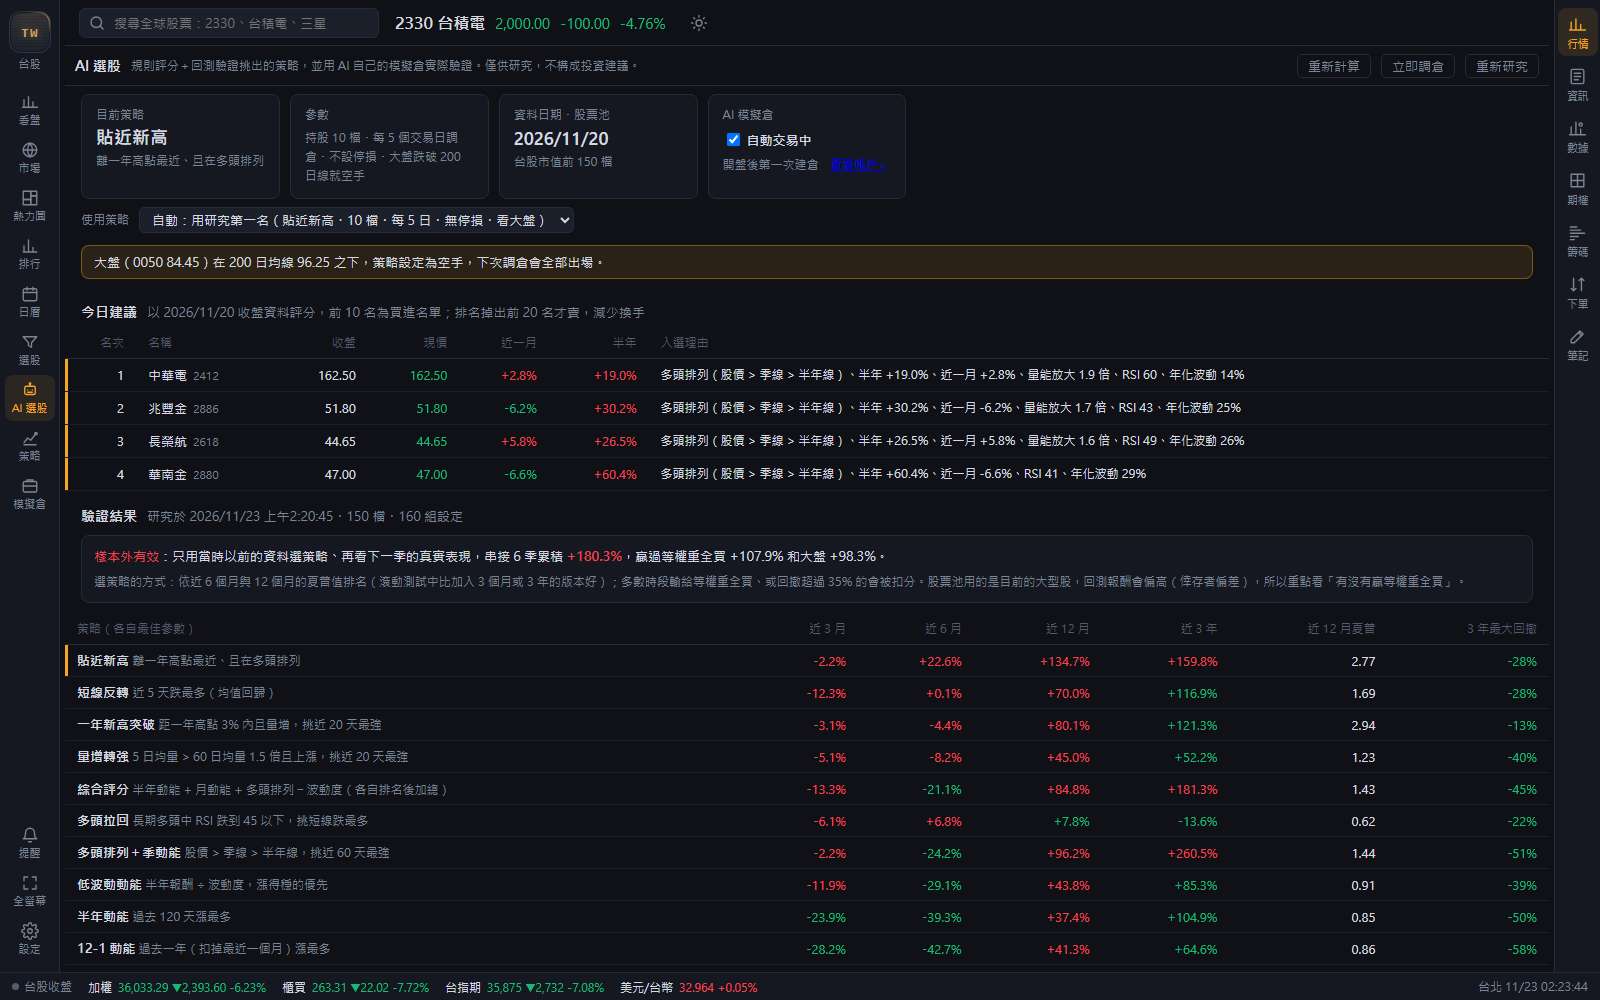 TW
台股
看盤
市場
熱力圖
排行
日曆
選股
AI 選股
策略
模擬倉
提醒
全螢幕
設定
搜尋全球股票：2330、台積電、三星
2330 台積電 2,000.00 -100.00 -4.76%
AI 選股 規則評分 + 回測驗證挑出的策略，並用 AI 自己的模擬倉實際驗證。僅供研究，不構成投資建議。
重新計算 立即調倉 重新研究
目前策略
貼近新高
離一年高點最近、且在多頭排列
參數
持股 10 檔 · 每 5 個交易日調
倉 · 不設停損 · 大盤跌破 200
日線就空手
資料日期 · 股票池
2026/11/20
台股市值前 150 檔
AI 模擬倉
自動交易中
開盤後第一次建倉
使用策略 自動：用研究第一名（貼近新高 · 10 檔 · 每 5 日 · 無停損 · 看大盤）
大盤（0050 84.45）在 200 日均線 96.25 之下，策略設定為空手，下次調倉會全部出場。
今日建議 以 2026/11/20 收盤資料評分，前 10 名為買進名單；排名掉出前 20 名才賣，減少換手
名次 名稱 收盤 現價 近一月 半年 入選理由
1 中華電 2412 162.50 162.50 +2.8% +19.0% 多頭排列（股價 > 季線 > 半年線）、半年 +19.0%、近一月 +2.8%、量能放大 1.9 倍、RSI 60、年化波動 14%
2 兆豐金 2886 51.80 51.80 -6.2% +30.2% 多頭排列（股價 > 季線 > 半年線）、半年 +30.2%、近一月 -6.2%、量能放大 1.7 倍、RSI 43、年化波動 25%
3 長榮航 2618 44.65 44.65 +5.8% +26.5% 多頭排列（股價 > 季線 > 半年線）、半年 +26.5%、近一月 +5.8%、量能放大 1.6 倍、RSI 49、年化波動 26%
4 華南金 2880 47.00 47.00 -6.6% +60.4% 多頭排列（股價 > 季線 > 半年線）、半年 +60.4%、近一月 -6.6%、RSI 41、年化波動 29%
驗證結果 研究於 2026/11/23 上午2:20:45 · 150 檔 · 160 組設定
樣本外有效：只用當時以前的資料選策略、再看下一季的真實表現，串接 6 季累積 +180.3%，贏過等權重全買 +107.9% 和大盤 +98.3%。
選策略的方式：依近 6 個月與 12 個月的夏普值排名（滾動測試中比加入 3 個月或 3 年的版本好）；多數時段輸給等權重全買、或回撤超過 35% 的會被扣分。股票池用的是目前的大型股，回測報酬會偏高（倖存者偏差），所以重點看「有沒有贏等權重全買」。
策略（各自最佳參數） 近 3 月 近 6 月 近 12 月 近 3 年 近 12 月夏普 3 年最大回撤
貼近新高 離一年高點最近、且在多頭排列 -2.2% +22.6% +134.7% +159.8% 2.77 -28%
短線反轉 近 5 天跌最多（均值回歸） -12.3% +0.1% +70.0% +116.9% 1.69 -28%
一年新高突破 距一年高點 3% 內且量增，挑近 20 天最強 -3.1% -4.4% +80.1% +121.3% 2.94 -13%
量增轉強 5 日均量 > 60 日均量 1.5 倍且上漲，挑近 20 天最強 -5.1% -8.2% +45.0% +52.2% 1.23 -40%
綜合評分 半年動能 + 月動能 + 多頭排列 − 波動度（各自排名後加總） -13.3% -21.1% +84.8% +181.3% 1.43 -45%
多頭拉回 長期多頭中 RSI 跌到 45 以下，挑短線跌最多 -6.1% +6.8% +7.8% -13.6% 0.62 -22%
多頭排列 + 季動能 股價 > 季線 > 半年線，挑近 60 天最強 -2.2% -24.2% +96.2% +260.5% 1.44 -51%
低波動動能 半年報酬 ÷ 波動度，漲得穩的優先 -11.9% -29.1% +43.8% +85.3% 0.91 -39%
半年動能 過去 120 天漲最多 -23.9% -39.3% +37.4% +104.9% 0.85 -50%
12-1 動能 過去一年（扣掉最近一個月）漲最多 -28.2% -42.7% +41.3% +64.6% 0.86 -58%
行情
資訊
數據
期權
籌碼
下單
筆記
台股收盤 加權 36,033.29 ▼2,393.60 -6.23% 櫃買 263.31 ▼22.02 -7.72% 台指期 35,875 ▼2,732 -7.08% 美元/台幣 32.964 +0.05% 台北 11/23 02:23:44